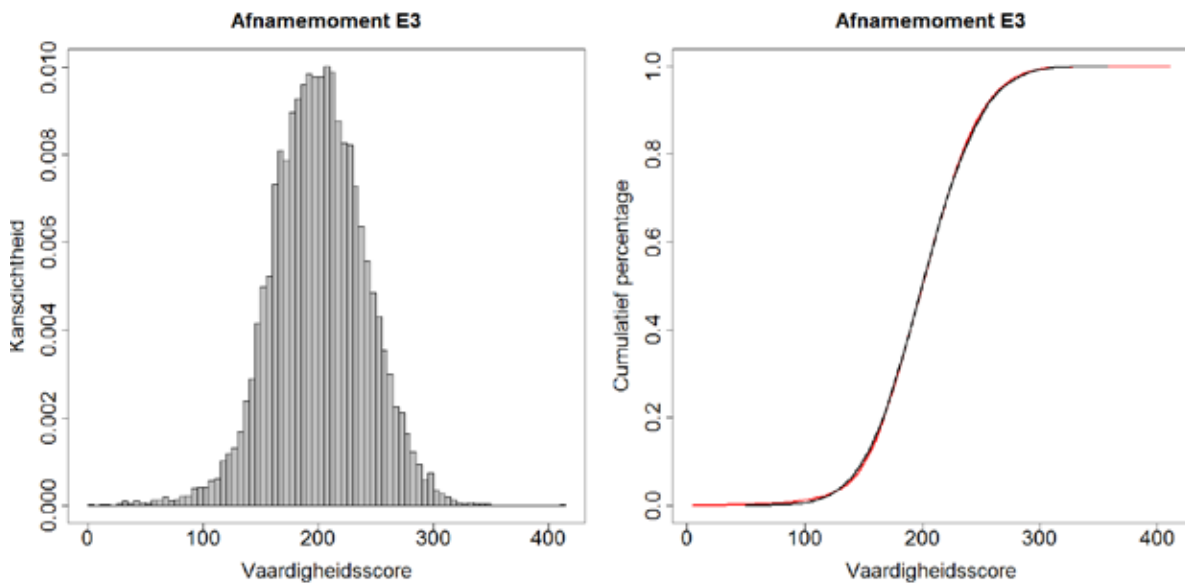 Afnamemoment E3
Kansdichtheid
0.000 0.002 0.004 0.006 0.008 0.010
0 100 200 300 400
Vaardigheidsscore
Afnamemoment E3
Cumulatief percentage
0.0 0.2 0.4 0.6 0.8 1.0
0 100 200 300 400
Vaardigheidsscore